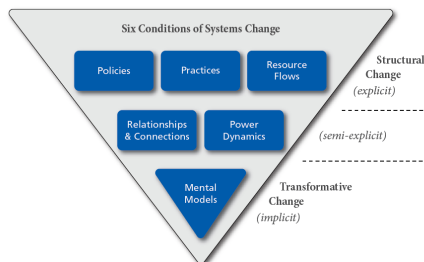 Six Conditions of Systems Change
Policies
Practices
Resource
Flows
Structural
Change
(explicit)
Relationships
& Connections
Power
Dynamics
(semi-explicit)
Mental
Models
Transformative
Change
(implicit)